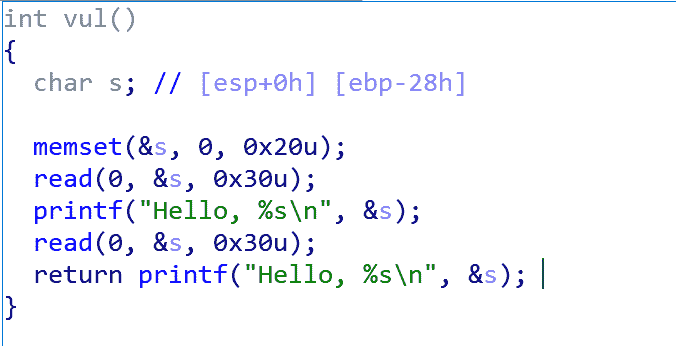 int vul()
{
char s; // [esp+0h] [ebp-28h]
memset(&s, 0, 0x20u);
read(0, &s, 0x30u);
printf("Hello, %s\n", &s);
read(0, &s, 0x30u);
return printf("Hello, %s\n", &s);
}